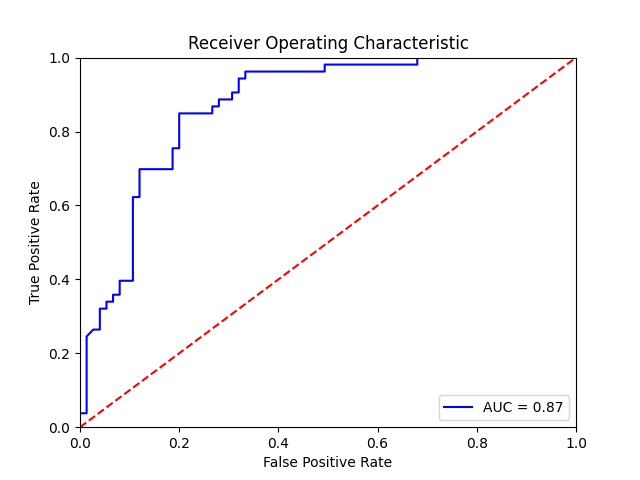 Receiver Operating Characteristic
1.0
0.8
0.6
0.4
0.2
0.0
True Positive Rate
AUC = 0.87
0.0 0.2 0.4 0.6 0.8 1.0
False Positive Rate